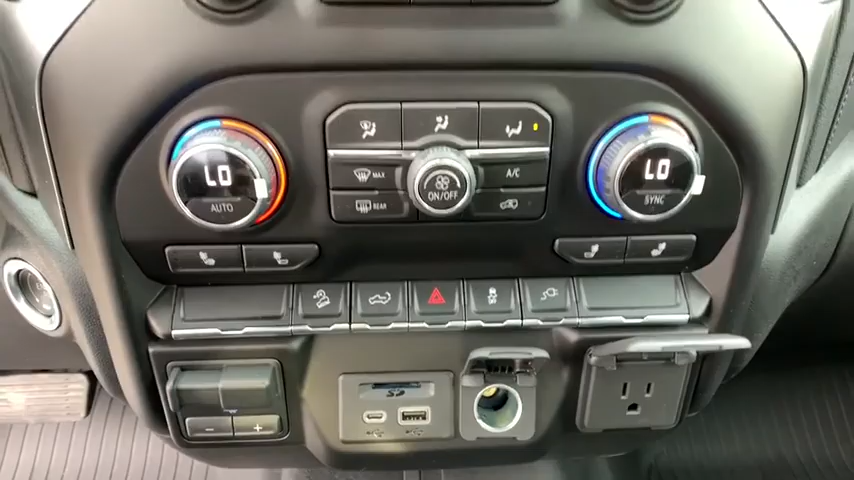 LO
AUTO
MAX
REAR
ON/OFF
A/C
LO
SYNC
SD
- +